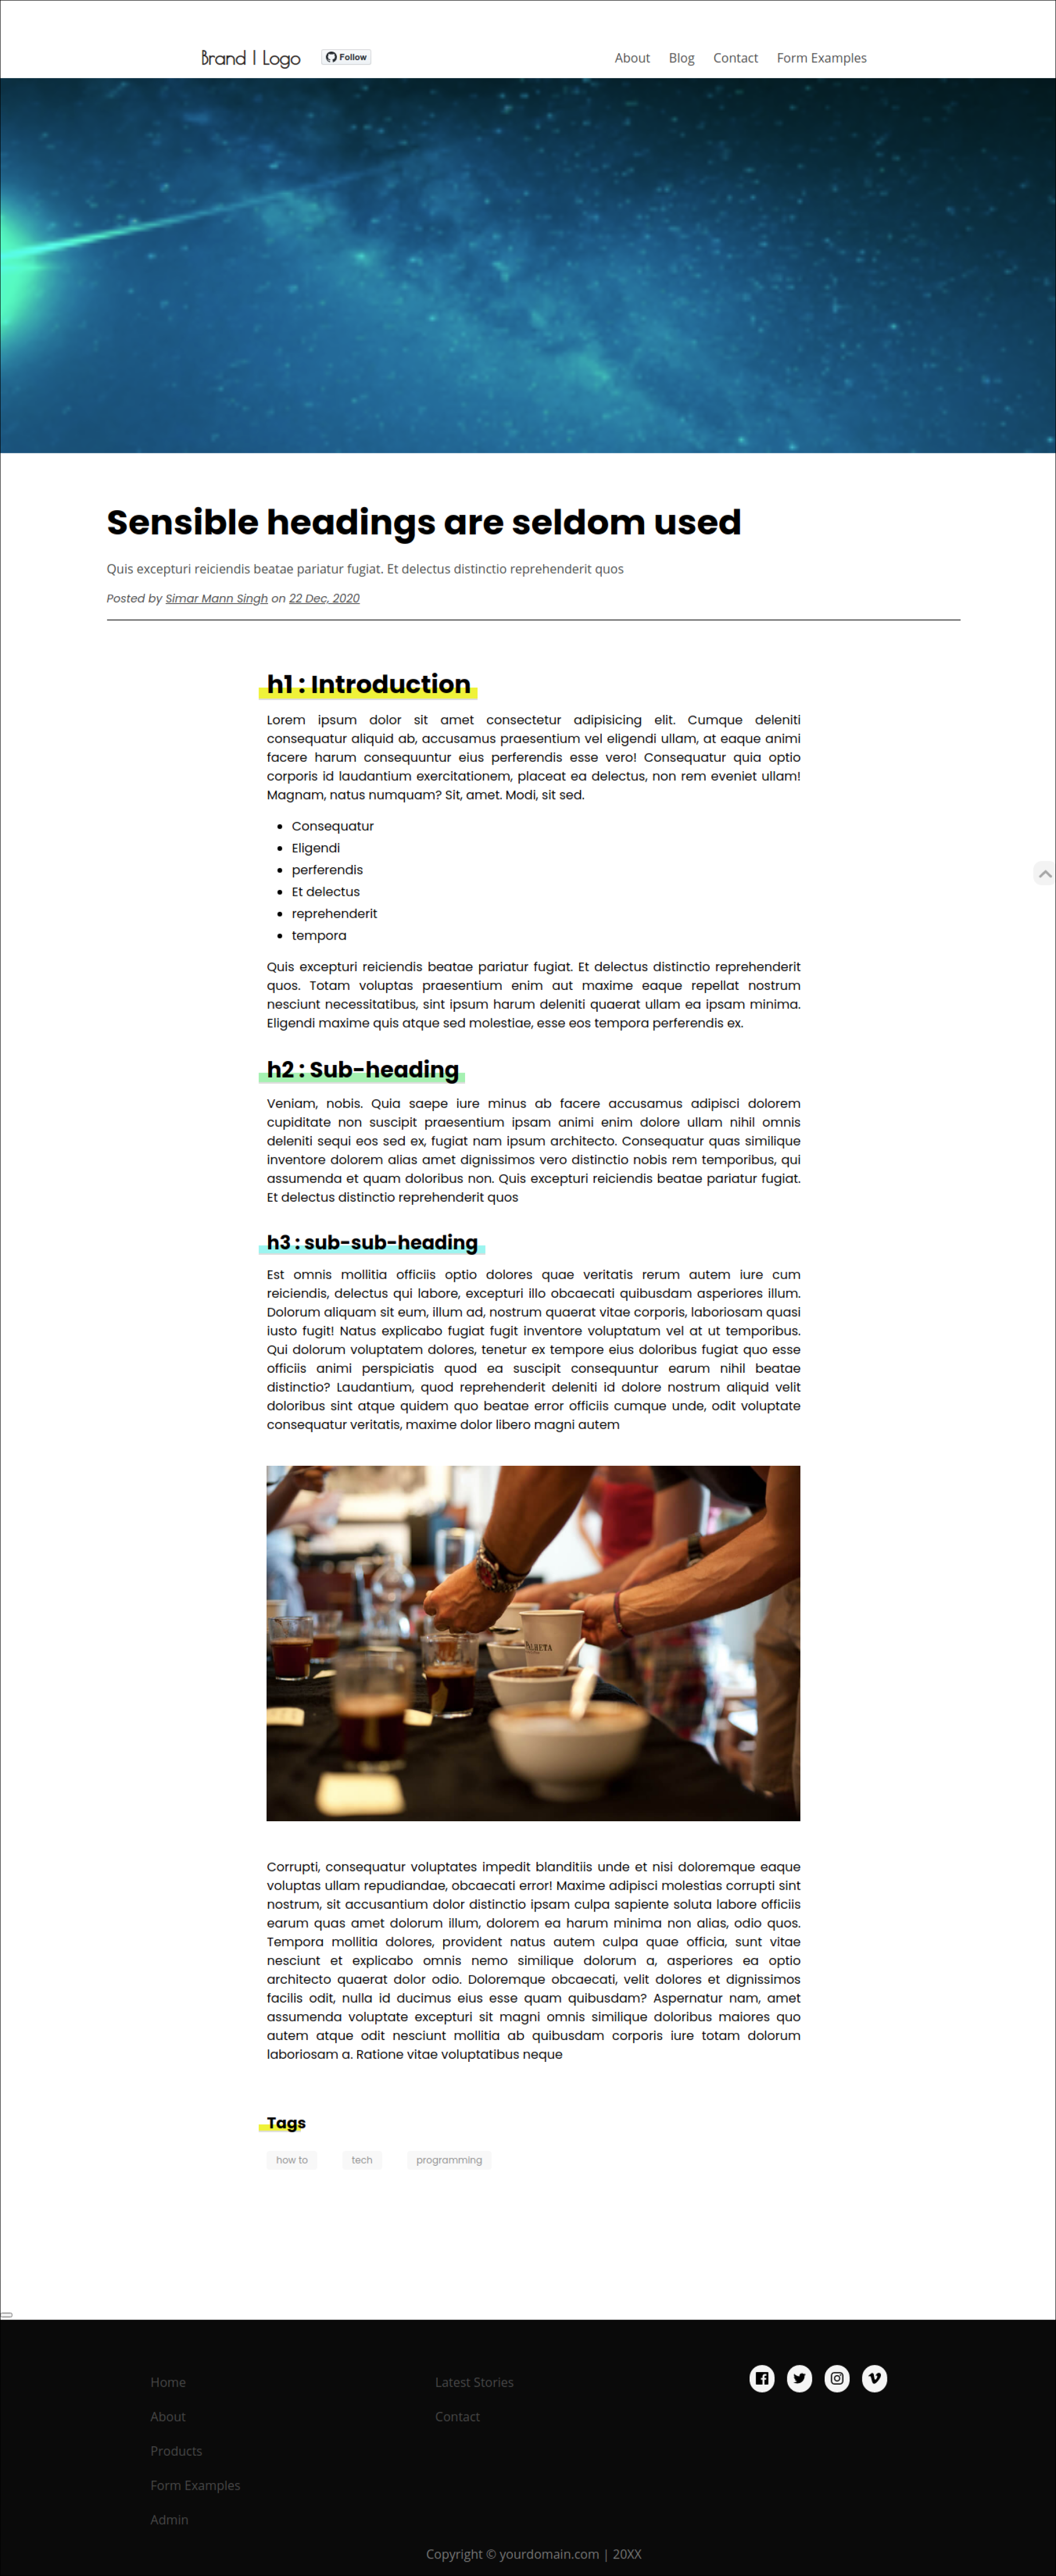 Brand | Logo
Follow
About Blog Contact Form Examples
Sensible headings are seldom used
Quis excepturi reiciendis beatae pariatur fugiat. Et delectus distinctio reprehenderit quos
Posted by Simar Mann Singh on 22 Dec, 2020
h1 : Introduction
Lorem ipsum dolor sit amet consectetur adipisicing elit. Cumque deleniti
consequatur aliquid ab, accusamus praesentium vel eligendi ullam, at eaque animi
facere harum consequuntur eius perferendis esse vero! Consequatur quia optio
corporis id laudantium exercitationem, placeat ea delectus, non rem eveniet ullam!
Magnam, natus numquam? Sit, amet. Modi, sit sed.
Consequatur
Eligendi
perferendis
Et delectus
reprehenderit
tempora
Quis excepturi reiciendis beatae pariatur fugiat. Et delectus distinctio reprehenderit
quos. Totam voluptas praesentium enim aut maxime eaque repellat nostrum
nesciunt necessitatibus, sint ipsum harum deleniti quaerat ullam ea ipsam minima.
Eligendi maxime quis atque sed molestiae, esse eos tempora perferendis ex.
h2 : Sub-heading
Veniam, nobis. Quia saepe iure minus ab facere accusamus adipisci dolorem
cupiditate non suscipit praesentium ipsam animi enim dolore ullam nihil omnis
deleniti sequi eos sed ex, fugiat nam ipsum architecto. Consequatur quas similique
inventore dolorem alias amet dignissimos vero distinctio nobis rem temporibus, qui
assumenda et quam doloribus non. Quis excepturi reiciendis beatae pariatur fugiat.
Et delectus distinctio reprehenderit quos
h3 : sub-sub-heading
Est omnis mollitia officiis optio dolores quae veritatis rerum autem iure cum
reiciendis, delectus qui labore, excepturi illo obcaecati quibusdam asperiores illum.
Dolorum aliquam sit eum, illum ad, nostrum quaerat vitae corporis, laboriosam quasi
iusto fugit! Natus explicabo fugiat fugit inventore voluptatum vel at ut temporibus.
Qui dolorum voluptatem dolores, tenetur ex tempore eius doloribus fugiat quo esse
officiis animi perspiciatis quod ea suscipit consequuntur earum nihil beatae
distinctio? Laudantium, quod reprehenderit deleniti id dolore nostrum aliquid velit
doloribus sint atque quidem quo beatae error officiis cumque unde, odit voluptate
consequatur veritatis, maxime dolor libero magni autem
Corrupti, consequatur voluptates impedit blanditiis unde et nisi doloremque eaque
voluptas ullam repudiandae, obcaecati error! Maxime adipisci molestias corrupti sint
nostrum, sit accusantium dolor distinctio ipsam culpa sapiente soluta labore officiis
earum quas amet dolorum illum, dolorem ea harum minima non alias, odio quos.
Tempora mollitia dolores, provident natus autem culpa quae officia, sunt vitae
nesciunt et explicabo omnis nemo similique dolorum a, asperiores ea optio
architecto quaerat dolor odio. Doloremque obcaecati, velit dolores et dignissimos
facilis odit, nulla id ducimus eius esse quam quibusdam? Aspernatur nam, amet
assumenda voluptate excepturi sit magni omnis similique doloribus maiores quo
autem atque odit nesciunt mollitia ab quibusdam corporis iure totam dolorum
laboriosam a. Ratione vitae voluptatibus neque
Tags
how to tech programming
Home
About
Products
Form Examples
Admin
Latest Stories
Contact
Copyright © yourdomain.com | 20XX